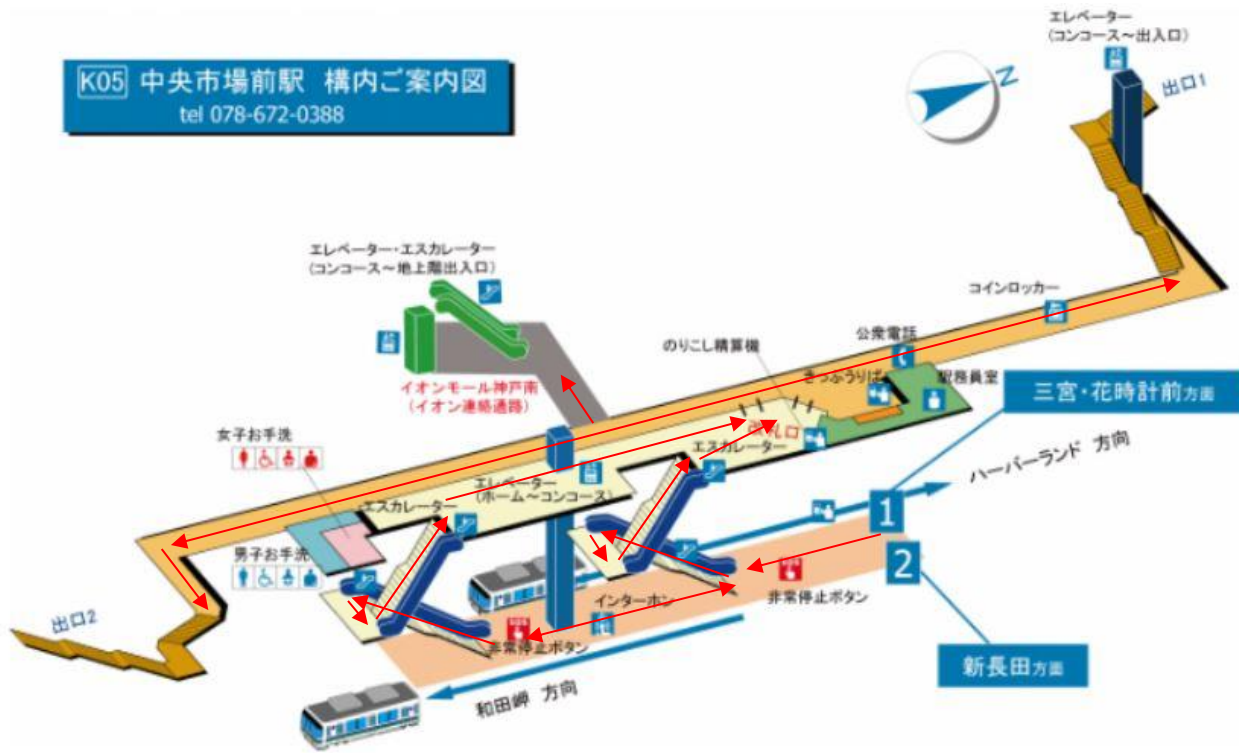 K05 中央市場前駅 構内ご案内図
tel 078-672-0388
エレベーター
(コンコース～出入口)
N
出口1
エレベーター・エスカレーター
(コンコース～地上階出入口)
コインロッカー
公衆電話
のりこし精算機
きっぷうりば
駅務員室
イオンモール神戸南
(イオン連絡通路)
三宮・花時計前方面
改札口
エスカレーター
ハーバーランド 方向
女子お手洗
エレベーター
(ホーム～コンコース)
エスカレーター
1
2
男子お手洗
インターホン
非常停止ボタン
SOS
出口2
SOS
非常停止ボタン
新長田方面
和田岬 方向